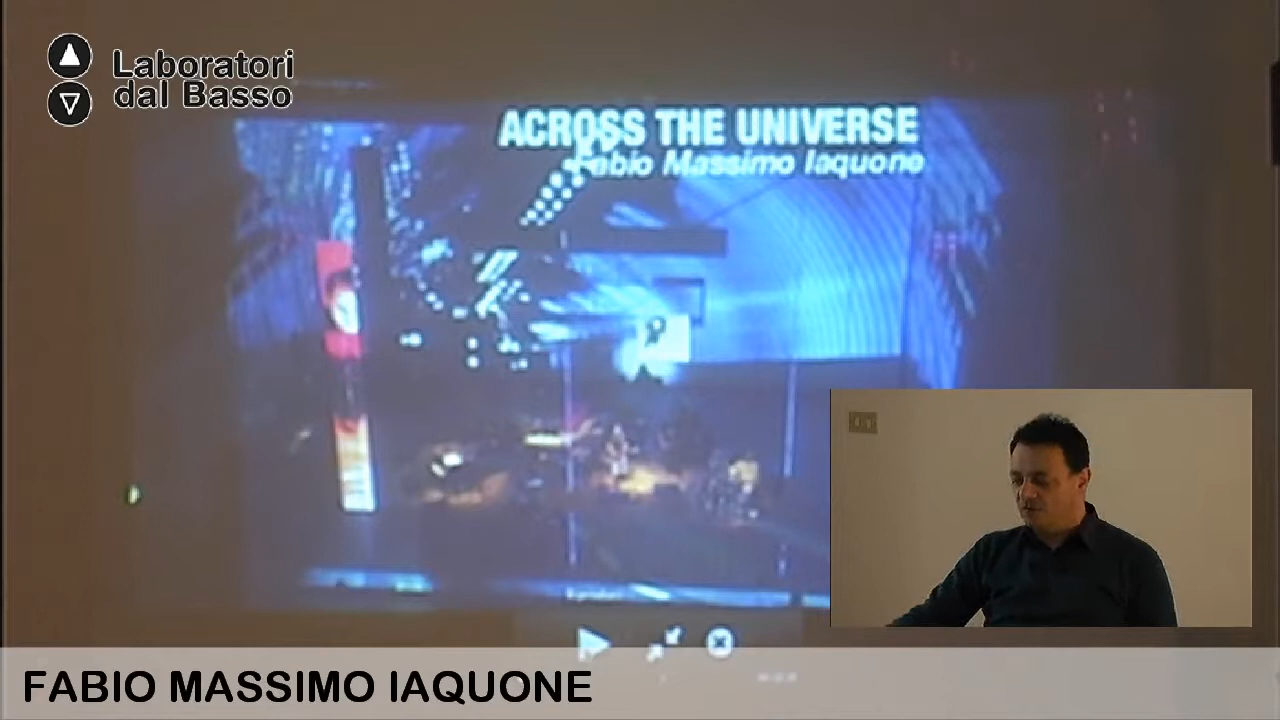 Laboratori
dal Basso
ACROSS THE UNIVERSE
Fabio Massimo Iaquone
FABIO MASSIMO IAQUONE